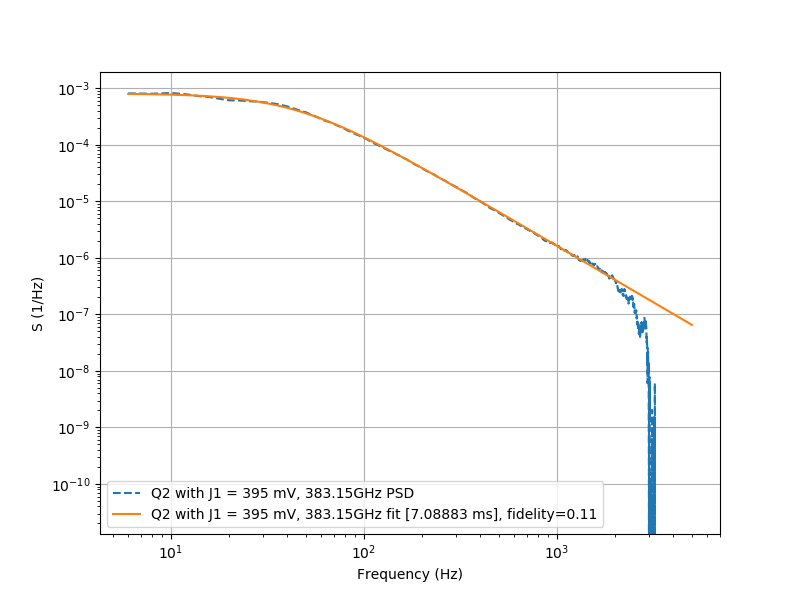 10⁻³
10⁻⁴
10⁻⁵
10⁻⁶
10⁻⁷
10⁻⁸
10⁻⁹
10⁻¹⁰
S (1/Hz)
Q2 with J1 = 395 mV, 383.15GHz PSD
Q2 with J1 = 395 mV, 383.15GHz fit [7.08883 ms], fidelity=0.11
10¹ 10² 10³
Frequency (Hz)